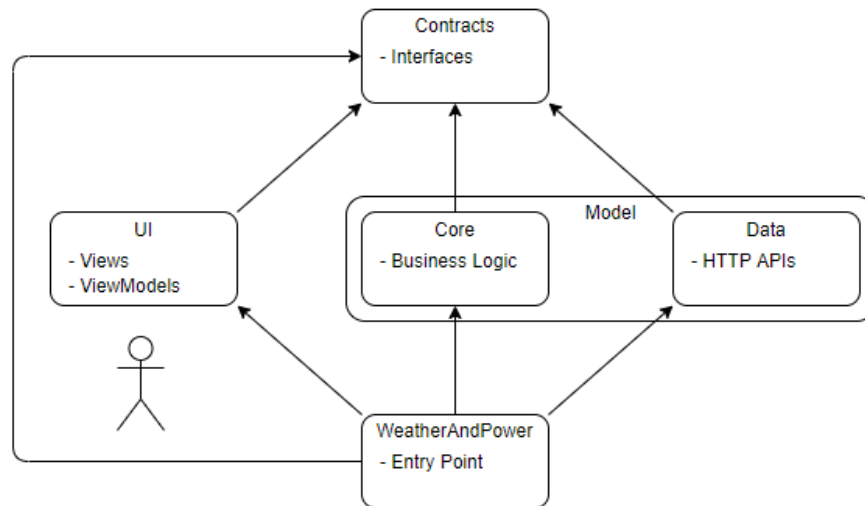 Contracts
- Interfaces
Model
UI
- Views
- ViewModels
Core
- Business Logic
Data
- HTTP APIs
WeatherAndPower
- Entry Point